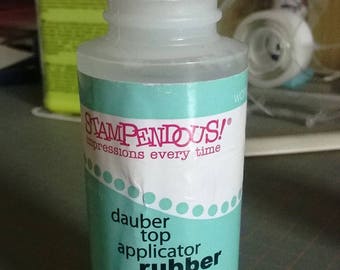 STAMPENDOUS!®
impressions every time
dauber
top
applicator
rubber